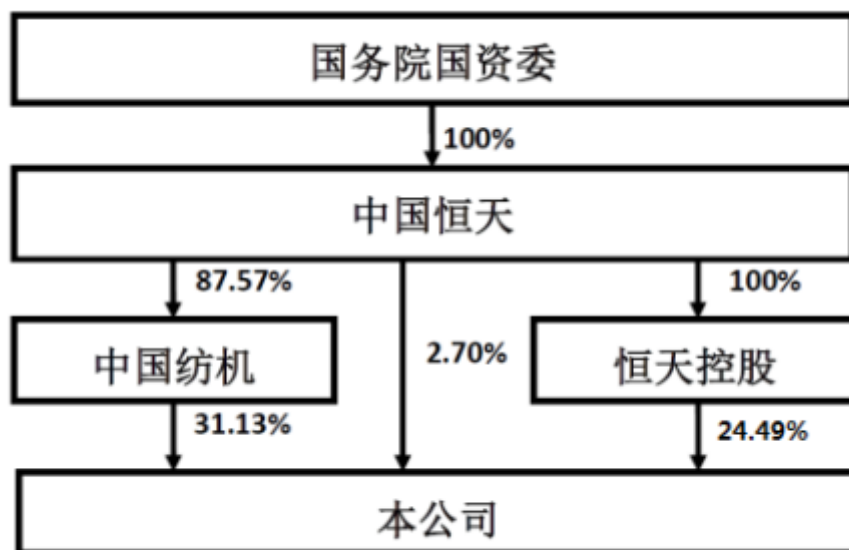 国务院国资委
100%
中国恒天
87.57%
100%
2.70%
中国纺机
恒天控股
31.13%
24.49%
本公司